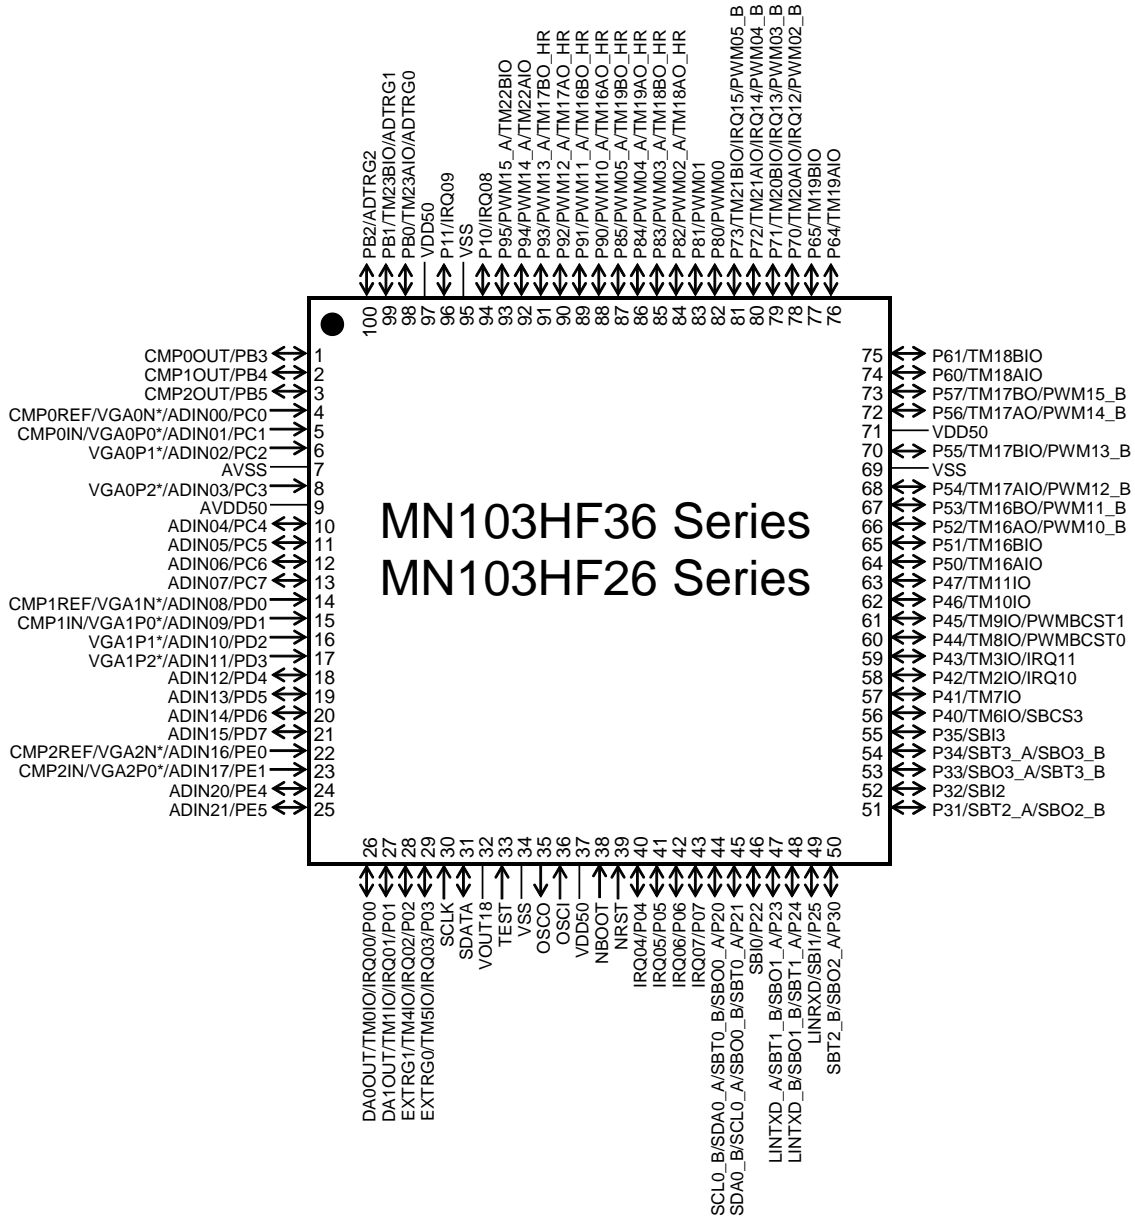 PB2/ADTRG2
PB1/TM23BIO/ADTRG1
PB0/TM23AIO/ADTRG0
VDD50
P11/IRQ09
VSS
P10/IRQ08
P95/PWM15_A/TM22BIO
P94/PWM14_A/TM22AIO
P93/PWM13_A/TM17BO_HR
P92/PWM12_A/TM17AO_HR
P91/PWM11_A/TM16BO_HR
P90/PWM10_A/TM16AO_HR
P85/PWM05_A/TM19BO_HR
P84/PWM04_A/TM19AO_HR
P83/PWM03_A/TM18BO_HR
P82/PWM02_A/TM18AO_HR
P81/PWM01
P80/PWM00
P73/TM21BIO/IRQ15/PWM05_B
P72/TM21AIO/IRQ14/PWM04_B
P71/TM20BIO/IRQ13/PWM03_B
P70/TM20AIO/IRQ12/PWM02_B
P65/TM19BIO
P64/TM19AIO
100
99
98
97
96
95
94
93
92
91
90
89
88
87
86
85
84
83
82
81
80
79
78
77
76
CMP0OUT/PB3 1
CMP1OUT/PB4 2
CMP2OUT/PB5 3
CMP0REF/VGA0N*/ADIN00/PC0 4
CMP0IN/VGA0P0*/ADIN01/PC1 5
VGA0P1*/ADIN02/PC2 6
AVSS 7
VGA0P2*/ADIN03/PC3 8
AVDD50 9
ADIN04/PC4 10
ADIN05/PC5 11
ADIN06/PC6 12
ADIN07/PC7 13
CMP1REF/VGA1N*/ADIN08/PD0 14
CMP1IN/VGA1P0*/ADIN09/PD1 15
VGA1P1*/ADIN10/PD2 16
VGA1P2*/ADIN11/PD3 17
ADIN12/PD4 18
ADIN13/PD5 19
ADIN14/PD6 20
ADIN15/PD7 21
CMP2REF/VGA2N*/ADIN16/PE0 22
CMP2IN/VGA2P0*/ADIN17/PE1 23
ADIN20/PE4 24
ADIN21/PE5 25
MN103HF36 Series
MN103HF26 Series
75 P61/TM18BIO
74 P60/TM18AIO
73 P57/TM17BO/PWM15_B
72 P56/TM17AO/PWM14_B
71 VDD50
70 P55/TM17BIO/PWM13_B
69 VSS
68 P54/TM17AIO/PWM12_B
67 P53/TM16BO/PWM11_B
66 P52/TM16AO/PWM10_B
65 P51/TM16BIO
64 P50/TM16AIO
63 P47/TM11IO
62 P46/TM10IO
61 P45/TM9IO/PWMBCST1
60 P44/TM8IO/PWMBCST0
59 P43/TM3IO/IRQ11
58 P42/TM2IO/IRQ10
57 P41/TM7IO
56 P40/TM6IO/SBCS3
55 P35/SBI3
54 P34/SBT3_A/SBO3_B
53 P33/SBO3_A/SBT3_B
52 P32/SBI2
51 P31/SBT2_A/SBO2_B
26
27
28
29
30
31
32
33
34
35
36
37
38
39
40
41
42
43
44
45
46
47
48
49
50
DA0OUT/TM0IO/IRQ00/P00
DA1OUT/TM1IO/IRQ01/P01
EXTRG1/TM4IO/IRQ02/P02
EXTRG0/TM5IO/IRQ03/P03
SCLK
SDATA
VOUT18
TEST
VSS
OSCO
OSCI
VDD50
NBOOT
NRST
IRQ04/P04
IRQ05/P05
IRQ06/P06
IRQ07/P07
SCL0_B/SDA0_A/SBT0_B/SBO0_A/P20
SDA0_B/SCL0_A/SBO0_B/SBT0_A/P21
SBI0/P22
LINTXD_A/SBT1_B/SBO1_A/P23
LINTXD_B/SBO1_B/SBT1_A/P24
LINRXD/SBI1/P25
SBT2_B/SBO2_A/P30